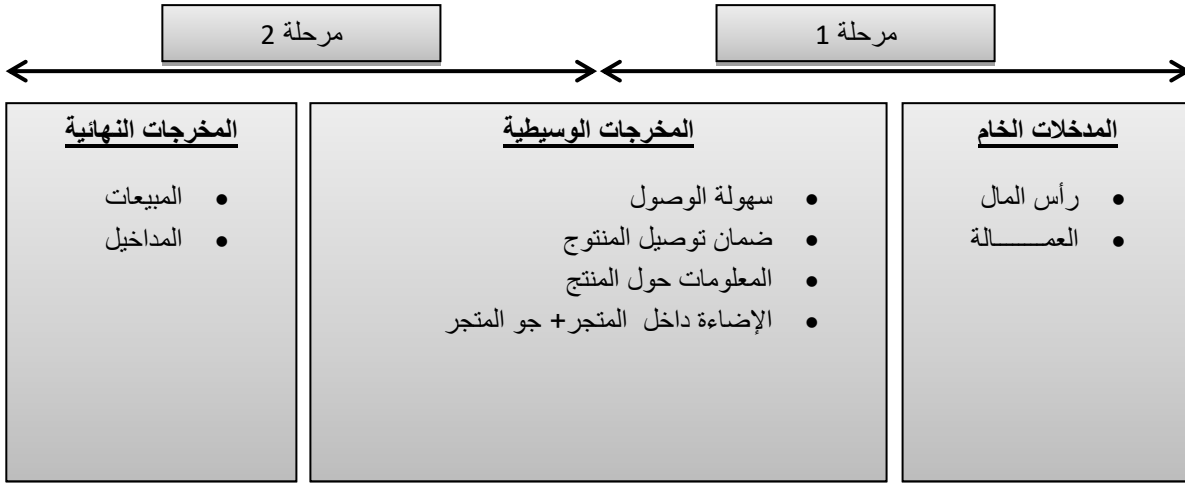 مرحلة 1
مرحلة 2
المدخلات الخام
• رأس المال
• العمـــــــالة
المخرجات الوسيطية
• سهولة الوصول
• ضمان توصيل المنتوج
• المعلومات حول المنتج
• الإضاءة داخل المتجر+ جو المتجر
المخرجات النهائية
• المبيعات
• المداخيل